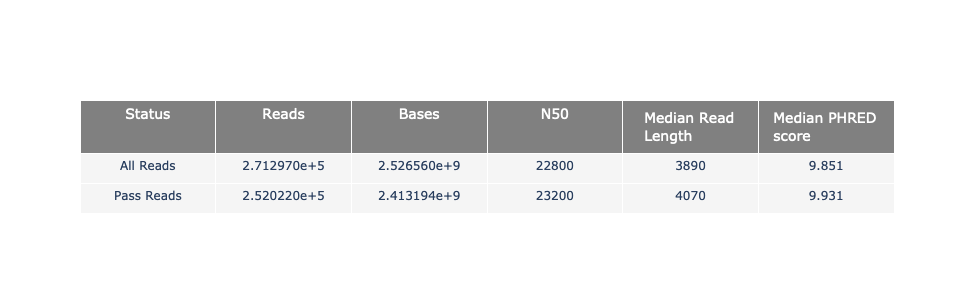 Status Reads Bases N50 Median Read Length Median PHRED score
All Reads 2.712970e+5 2.526560e+9 22800 3890 9.851
Pass Reads 2.520220e+5 2.413194e+9 23200 4070 9.931